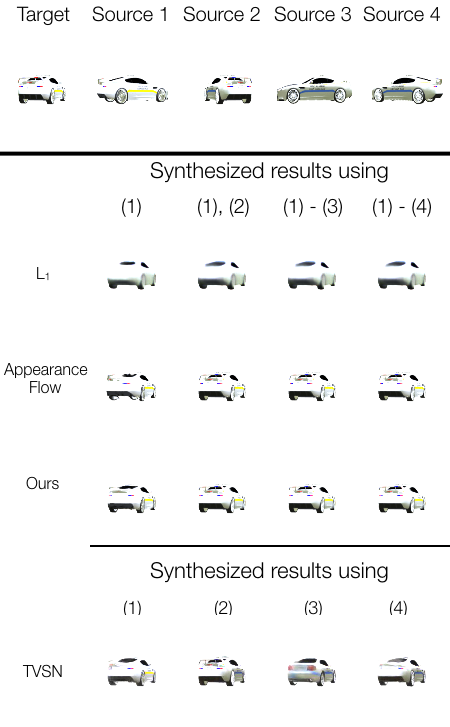 Target Source 1 Source 2 Source 3 Source 4
Synthesized results using
(1) (1), (2) (1) - (3) (1) - (4)
L₁
Appearance
Flow
Ours
Synthesized results using
(1) (2) (3) (4)
TVSN